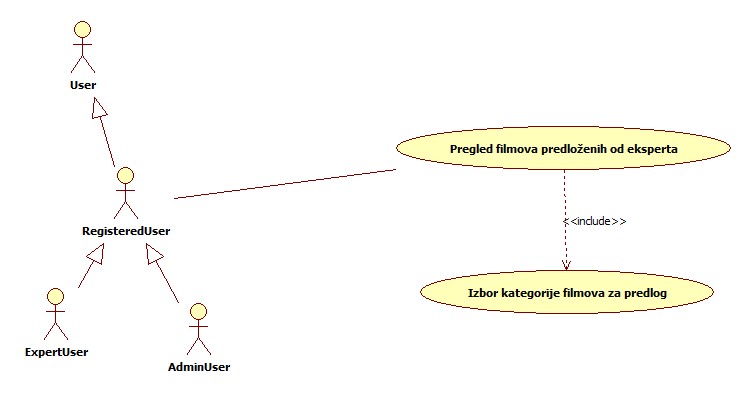 User
Pregled filmova predloženih od eksperta
<<include>>
RegisteredUser
Izbor kategorije filmova za predlog
ExpertUser
AdminUser